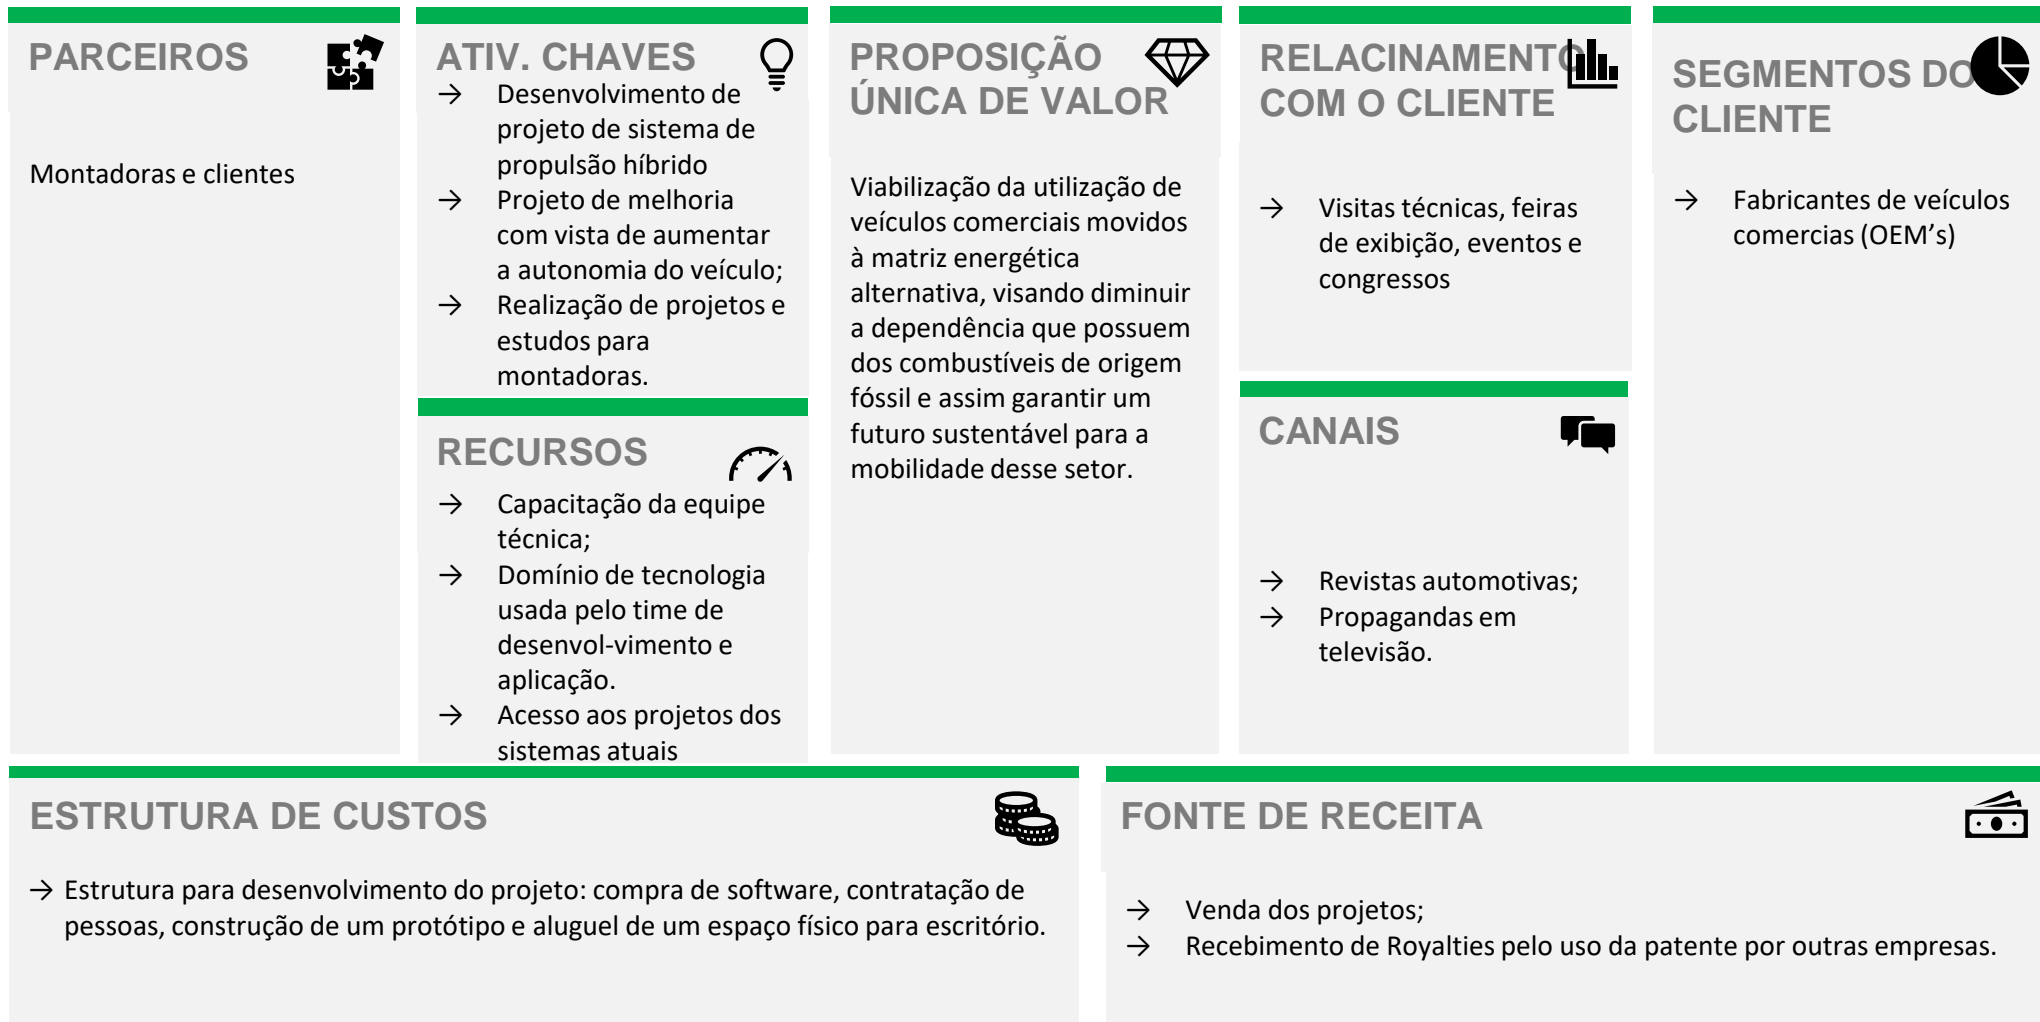 PARCEIROS
Montadoras e clientes
ATIV. CHAVES
→ Desenvolvimento de
projeto de sistema de
propulsão híbrido
→ Projeto de melhoria
com vista de aumentar
a autonomia do veículo;
→ Realização de projetos e
estudos para
montadoras.
RECURSOS
→ Capacitação da equipe
técnica;
→ Domínio de tecnologia
usada pelo time de
desenvol-vimento e
aplicação.
→ Acesso aos projetos dos
sistemas atuais
PROPOSIÇÃO
ÚNICA DE VALOR
Viabilização da utilização de
veículos comerciais movidos
à matriz energética
alternativa, visando diminuir
a dependência que possuem
dos combustíveis de origem
fóssil e assim garantir um
futuro sustentável para a
mobilidade desse setor.
RELACINAMENTO
COM O CLIENTE
→ Visitas técnicas, feiras
de exibição, eventos e
congressos
CANAIS
→ Revistas automotivas;
→ Propagandas em
televisão.
SEGMENTOS DO
CLIENTE
→ Fabricantes de veículos
comercias (OEM’s)
ESTRUTURA DE CUSTOS
→ Estrutura para desenvolvimento do projeto: compra de software, contratação de
pessoas, construção de um protótipo e aluguel de um espaço físico para escritório.
FONTE DE RECEITA
→ Venda dos projetos;
→ Recebimento de Royalties pelo uso da patente por outras empresas.